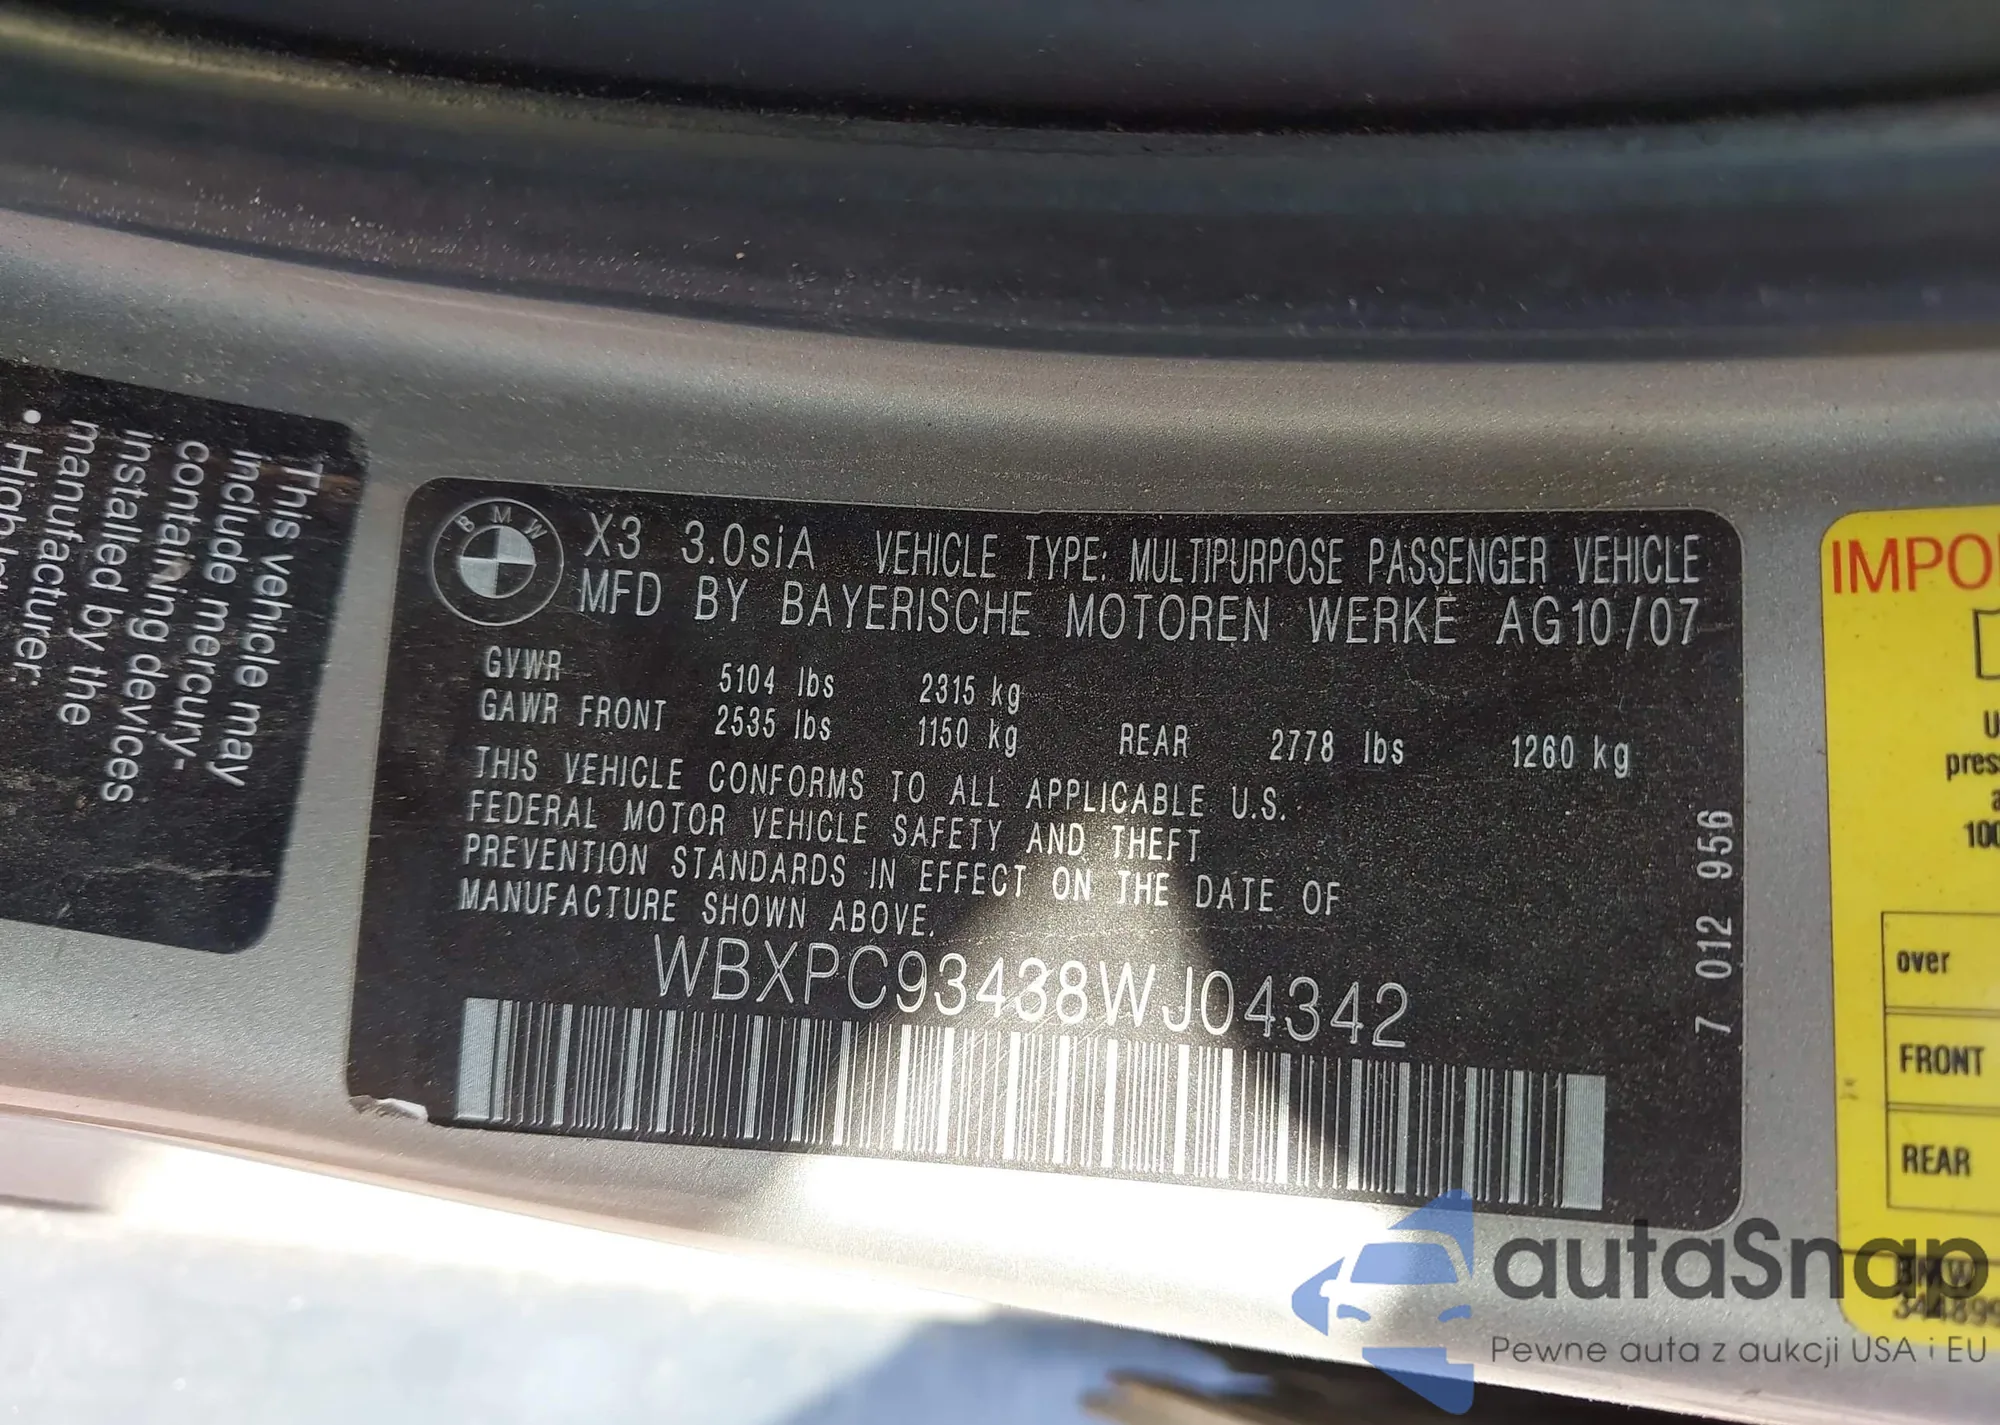 This vehicle may
include mercury-
containing devices
installed by the
manufacturer.
BMW
X3 3.0siA VEHICLE TYPE: MULTIPURPOSE PASSENGER VEHICLE
MFD BY BAYERISCHE MOTOREN WERKE AG10/07
GVWR 5104 lbs 2315 kg
GAWR FRONT 2535 lbs 1150 kg REAR 2778 lbs 1260 kg
THIS VEHICLE CONFORMS TO ALL APPLICABLE U.S.
FEDERAL MOTOR VEHICLE SAFETY AND THEFT
PREVENTION STANDARDS IN EFFECT ON THE DATE OF
MANUFACTURE SHOWN ABOVE.
WBXPC93438WJ04342
7 012 956
IMPO
U
pres
a
100
over
FRONT
REAR
BMW
autaSnap
Pewne auta z aukcji USA i EU